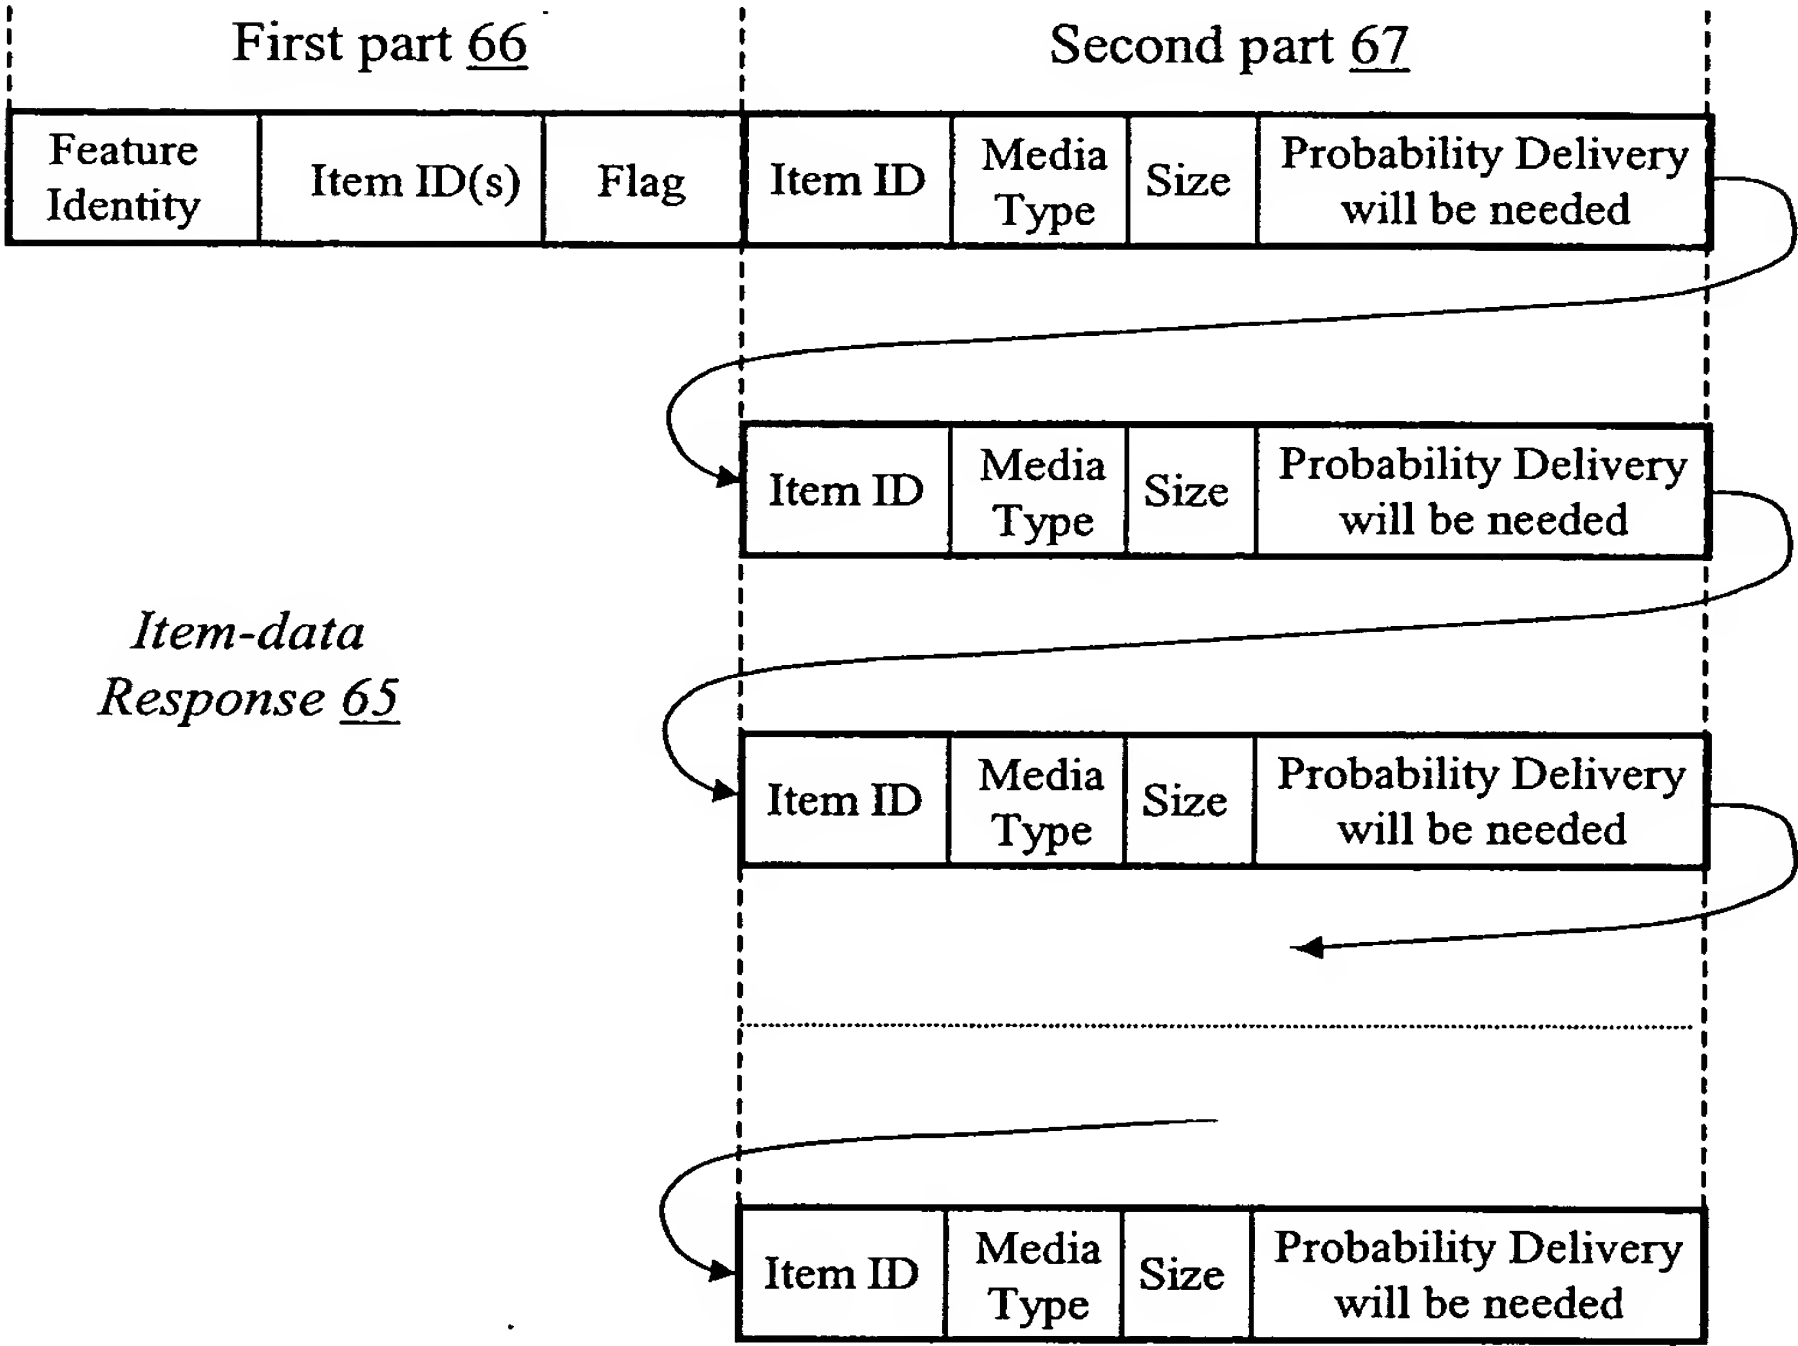 First part 66
Second part 67
Feature
Identity
Item ID(s)
Flag
Item ID
Media
Type
Size
Probability Delivery
will be needed
Item ID
Media
Type
Size
Probability Delivery
will be needed
Item-data
Response 65
Item ID
Media
Type
Size
Probability Delivery
will be needed
Item ID
Media
Type
Size
Probability Delivery
will be needed